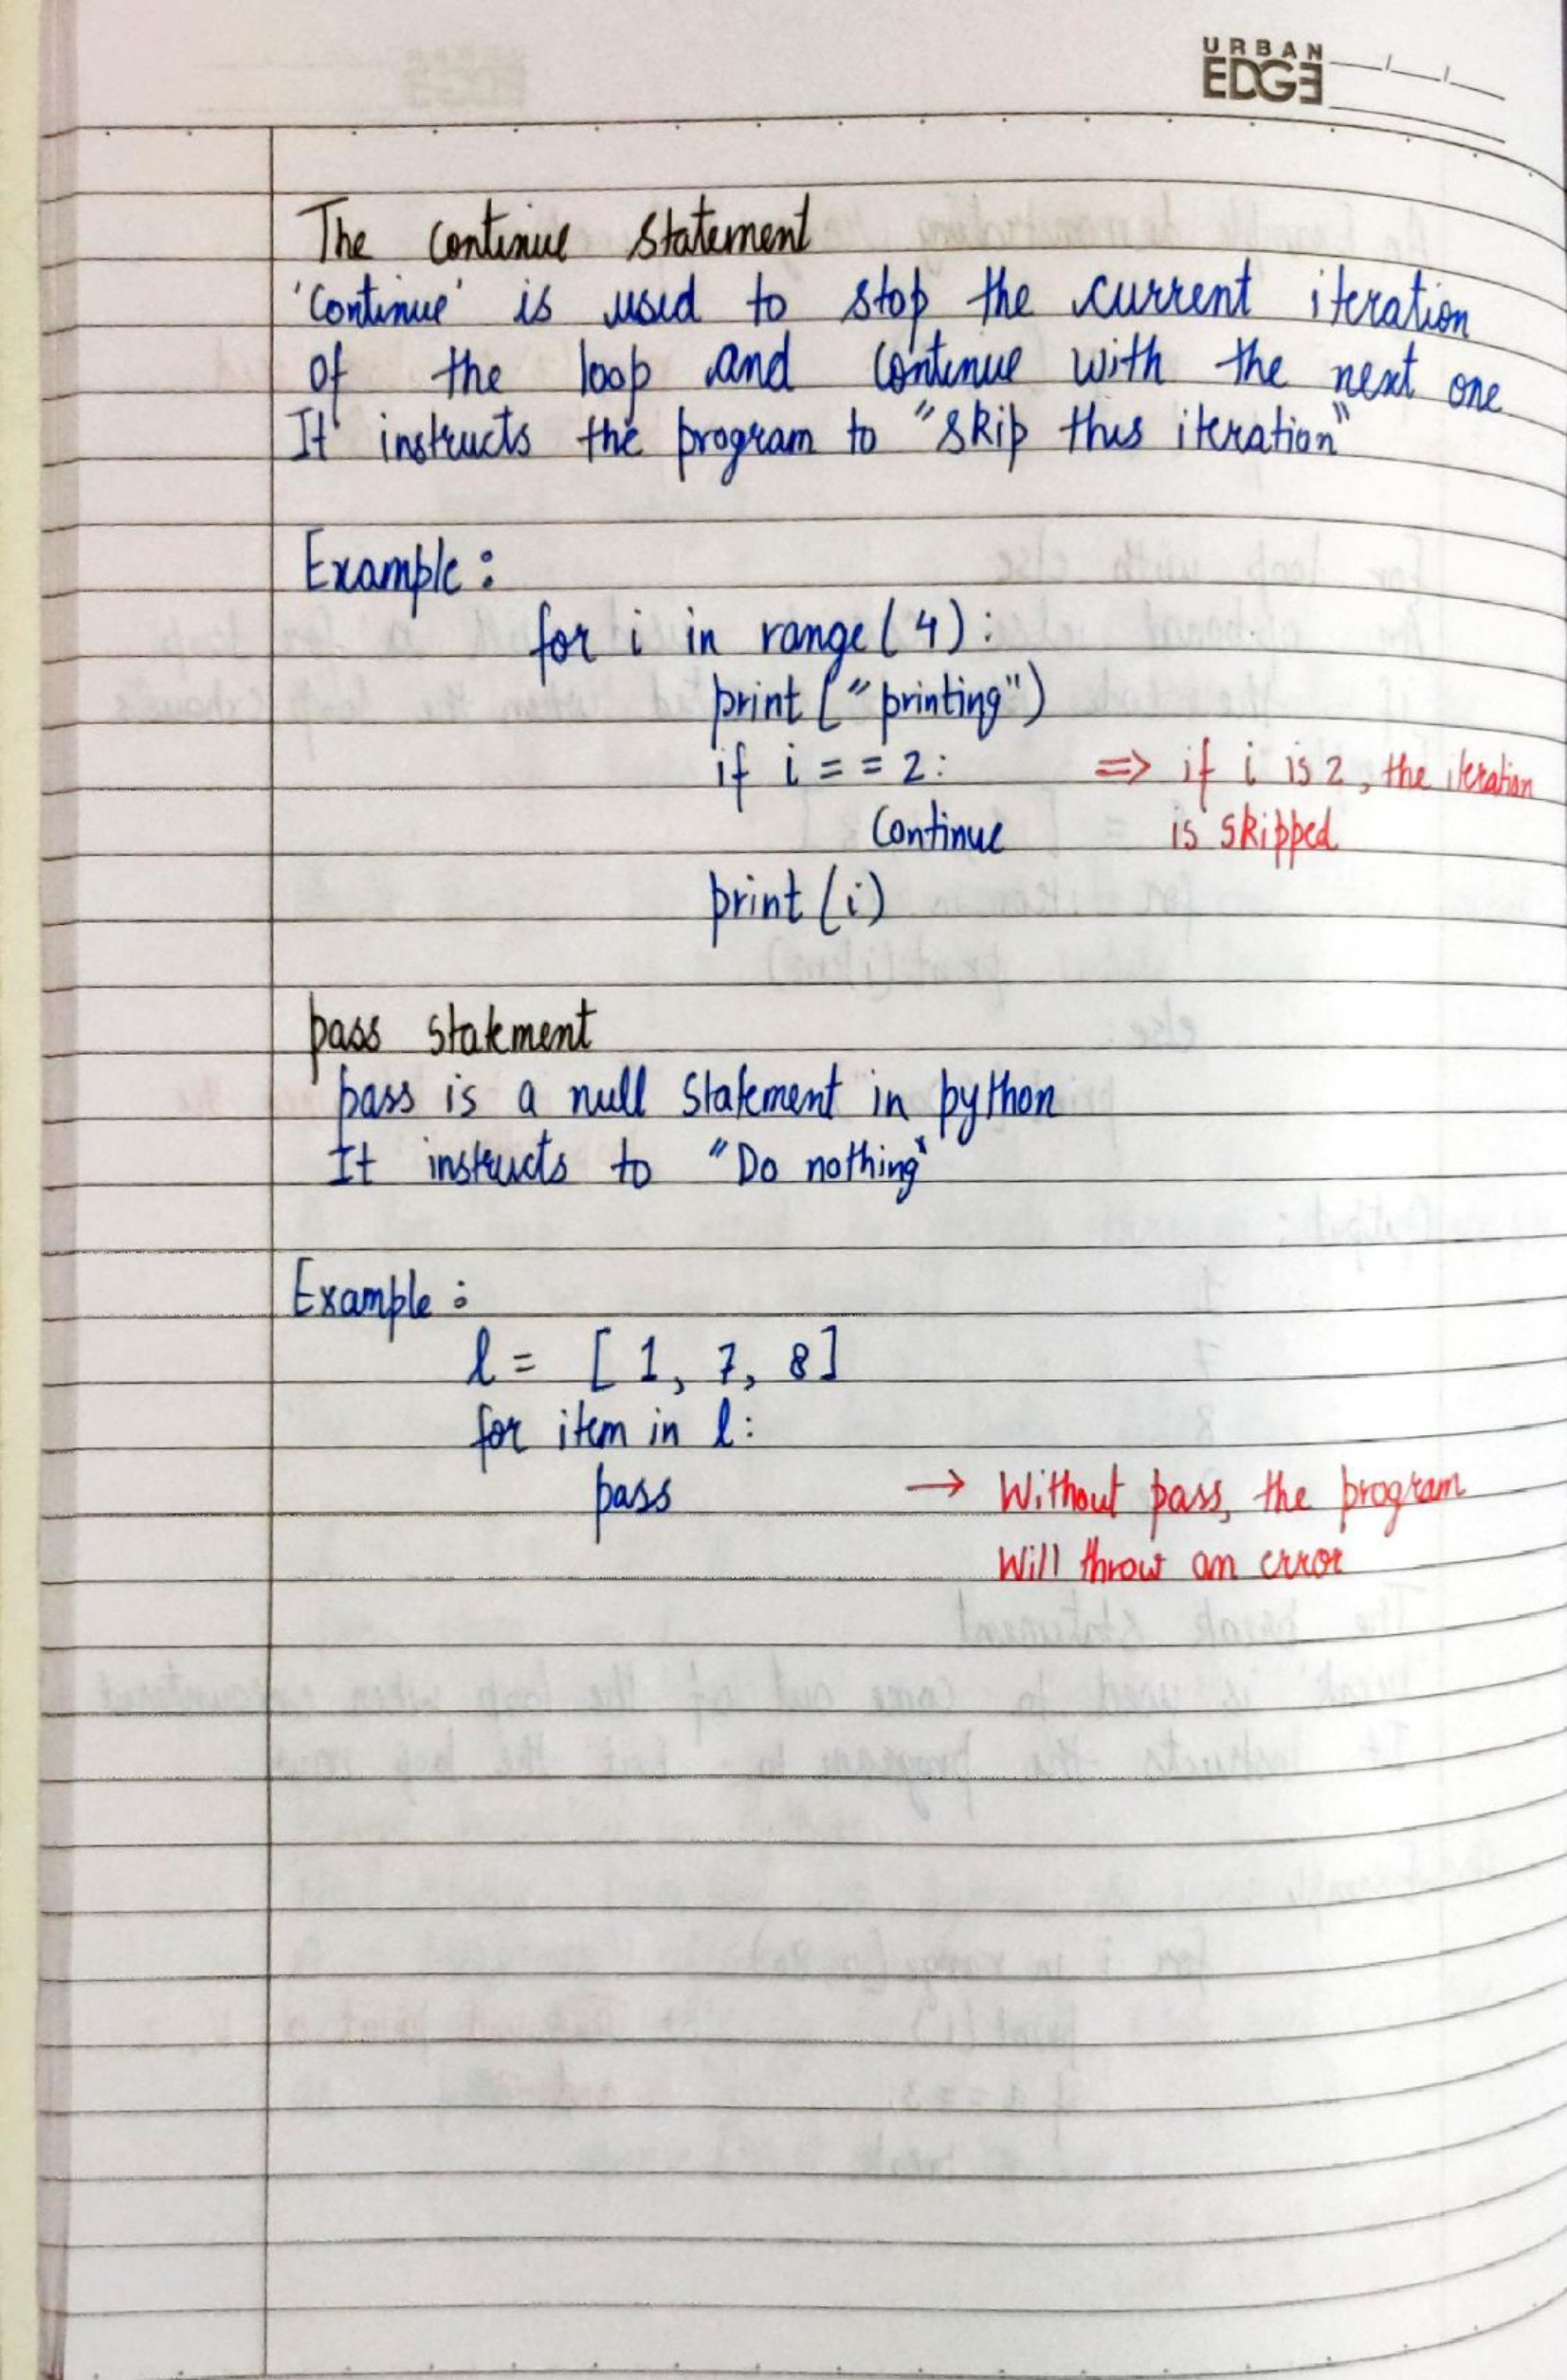 URBAN
EDGE
The Continue Statement
'Continue' is used to stop the current iteration
of the loop and continue with the next one
It instructs the program to "Skip this iteration"
Example:
for i in range(4):
print("printing")
if i == 2: => if i is 2, the iteration
Continue is skipped
print(i)
pass statement
pass is a null statement in python
It instructs to "Do nothing"
Example:
l = [1, 7, 8]
for item in l:
pass → Without pass, the program
Will throw an error